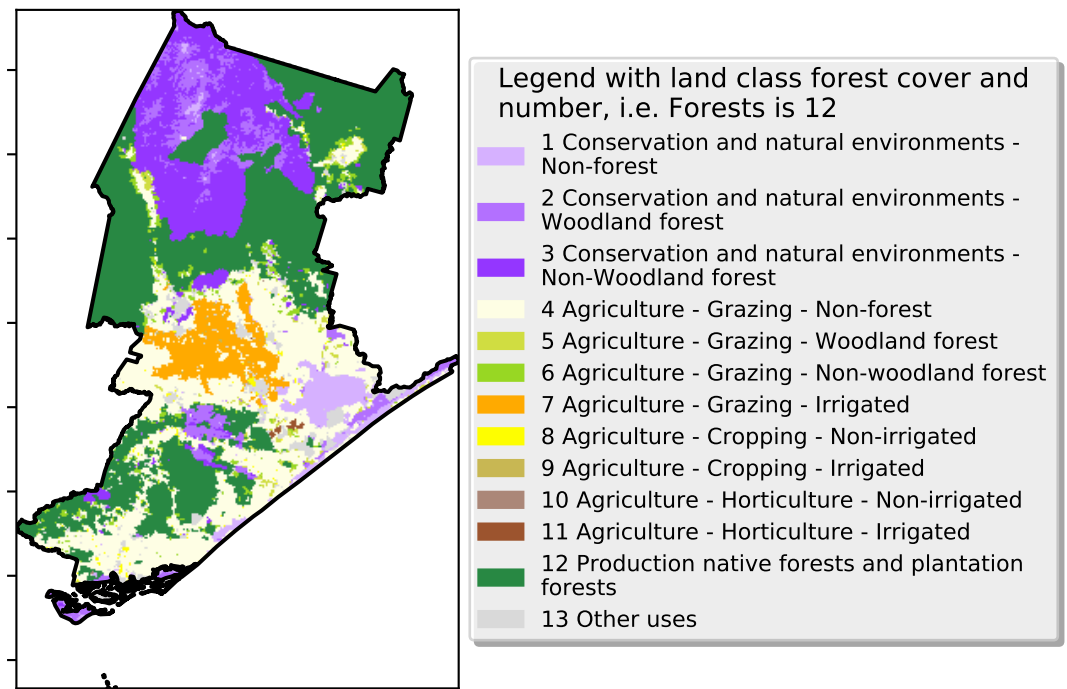 Legend with land class forest cover and
number, i.e. Forests is 12
1 Conservation and natural environments -
Non-forest
2 Conservation and natural environments -
Woodland forest
3 Conservation and natural environments -
Non-Woodland forest
4 Agriculture - Grazing - Non-forest
5 Agriculture - Grazing - Woodland forest
6 Agriculture - Grazing - Non-woodland forest
7 Agriculture - Grazing - Irrigated
8 Agriculture - Cropping - Non-irrigated
9 Agriculture - Cropping - Irrigated
10 Agriculture - Horticulture - Non-irrigated
11 Agriculture - Horticulture - Irrigated
12 Production native forests and plantation
forests
13 Other uses